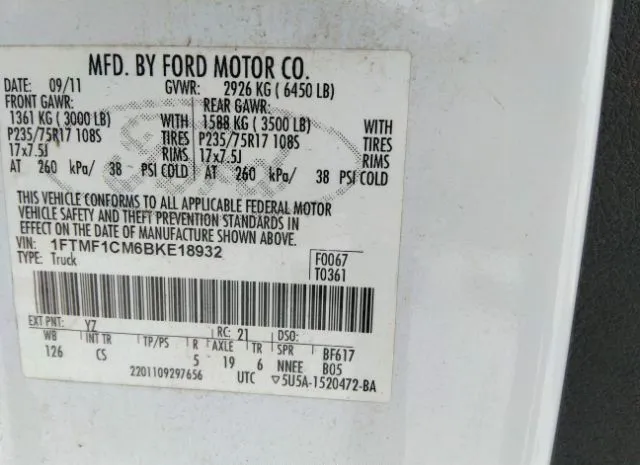 MFD. BY FORD MOTOR CO.
DATE: 09/11 GVWR: 2926 KG ( 6450 LB)
FRONT GAWR: REAR GAWR:
1361 KG ( 3000 LB) WITH 1588 KG ( 3500 LB) WITH
P235/75R17 108S TIRES P235/75R17 108S TIRES
17x7.5J RIMS 17x7.5J RIMS
AT 260 kPa/ 38 PSI COLD AT 260 kPa/ 38 PSI COLD
THIS VEHICLE CONFORMS TO ALL APPLICABLE FEDERAL MOTOR
VEHICLE SAFETY AND THEFT PREVENTION STANDARDS IN
EFFECT ON THE DATE OF MANUFACTURE SHOWN ABOVE.
VIN: 1FTMF1CM6BKE18932 F0067
TYPE: Truck T0361
EXT PNT: YZ RC: 21 DSO:
WB INT TR TP/PS R AXLE TR SPR BF617
126 CS 5 19 6 NNEE B05
2201109297656 UTC ▽5U5A-1520472-BA